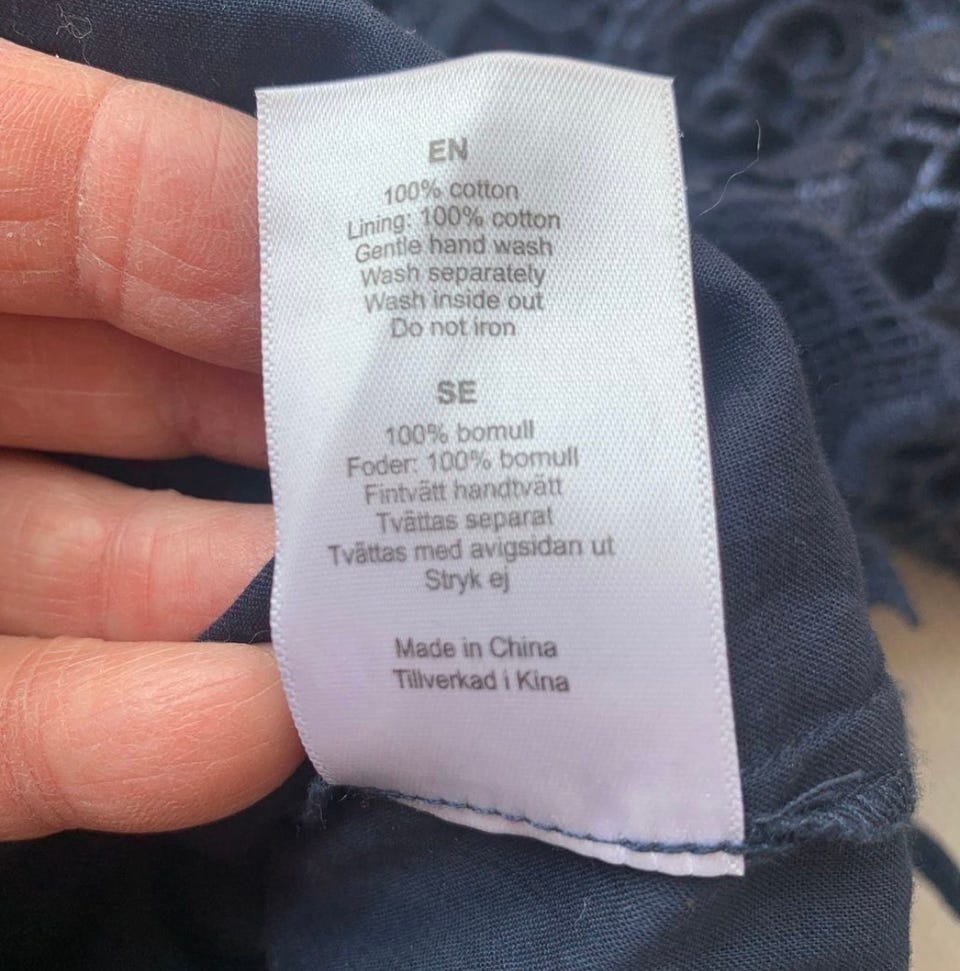 EN
100% cotton
Lining: 100% cotton
Gentle hand wash
Wash separately
Wash inside out
Do not iron
SE
100% bomull
Foder: 100% bomull
Fintvätt handtvätt
Tvättas separat
Tvättas med avigsidan ut
Stryk ej
Made in China
Tillverkad i Kina